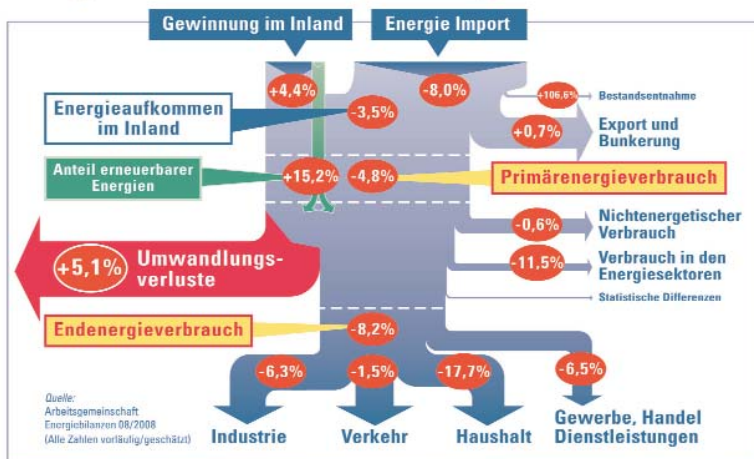 Gewinnung im Inland
Energie Import
+4,4%
-8,0%
+106,6%
Bestandsentnahme
Energieaufkommen
im Inland
-3,5%
+0,7%
Export und
Bunkerung
Anteil erneuerbarer
Energien
+15,2%
-4,8%
Primärenergieverbrauch
-0,6%
Nichtenergetischer
Verbrauch
+5,1%
Umwandlungs-
verluste
-11,5%
Verbrauch in den
Energiesektoren
Statistische Differenzen
Endenergieverbrauch
-8,2%
-6,3%
-1,5%
-17,7%
-6,5%
Quelle:
Arbeitsgemeinschaft
Energiebilanzen 08/2008
(Alle Zahlen vorläufig/geschätzt)
Industrie
Verkehr
Haushalt
Gewerbe, Handel
Dienstleistungen